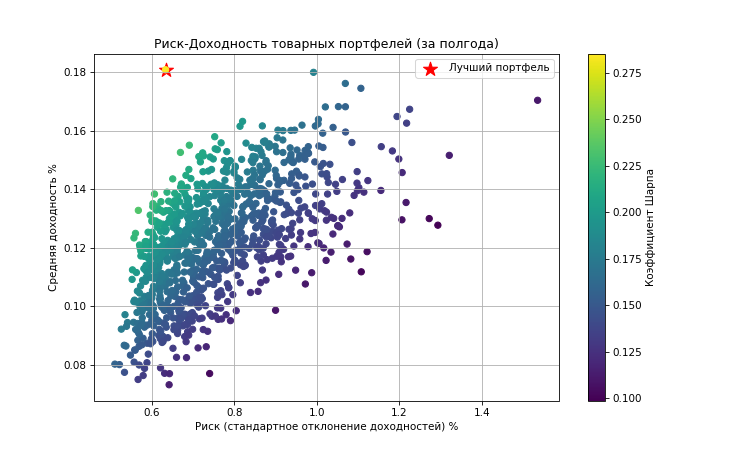 Риск-Доходность товарных портфелей (за полгода)
Лучший портфель
Средняя доходность %
0.18
0.16
0.14
0.12
0.10
0.08
0.6 0.8 1.0 1.2 1.4
Риск (стандартное отклонение доходностей) %
0.275
0.250
0.225
0.200
0.175
0.150
0.125
0.100
Коэффициент Шарпа